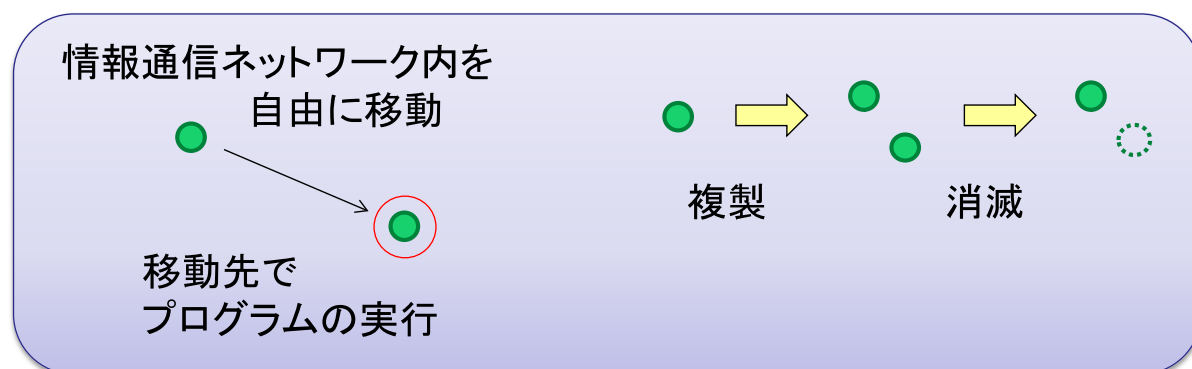 情報通信ネットワーク内を
自由に移動
移動先で
プログラムの実行
複製
消滅